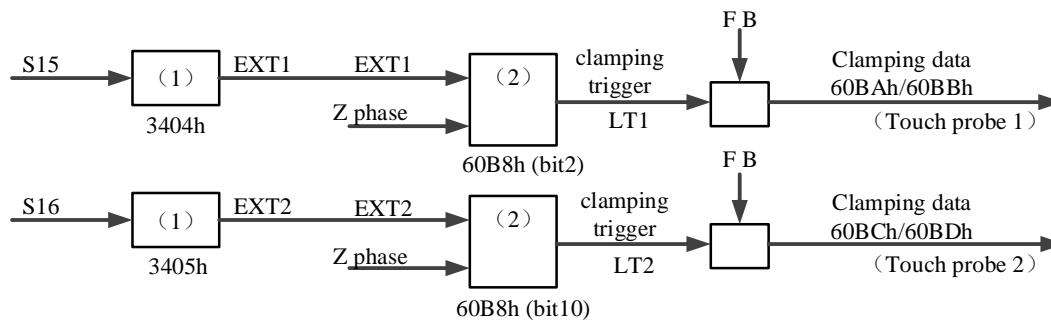 F B
clamping
Clamping data
S15
（1）
EXT1
EXT1
（2）
trigger
60BAh/60BBh
Z phase
LT1
（Touch probe 1）
3404h
60B8h (bit2)
F B
clamping
Clamping data
S16
（1）
EXT2
EXT2
（2）
trigger
60BCh/60BDh
Z phase
LT2
（Touch probe 2）
3405h
60B8h (bit10)